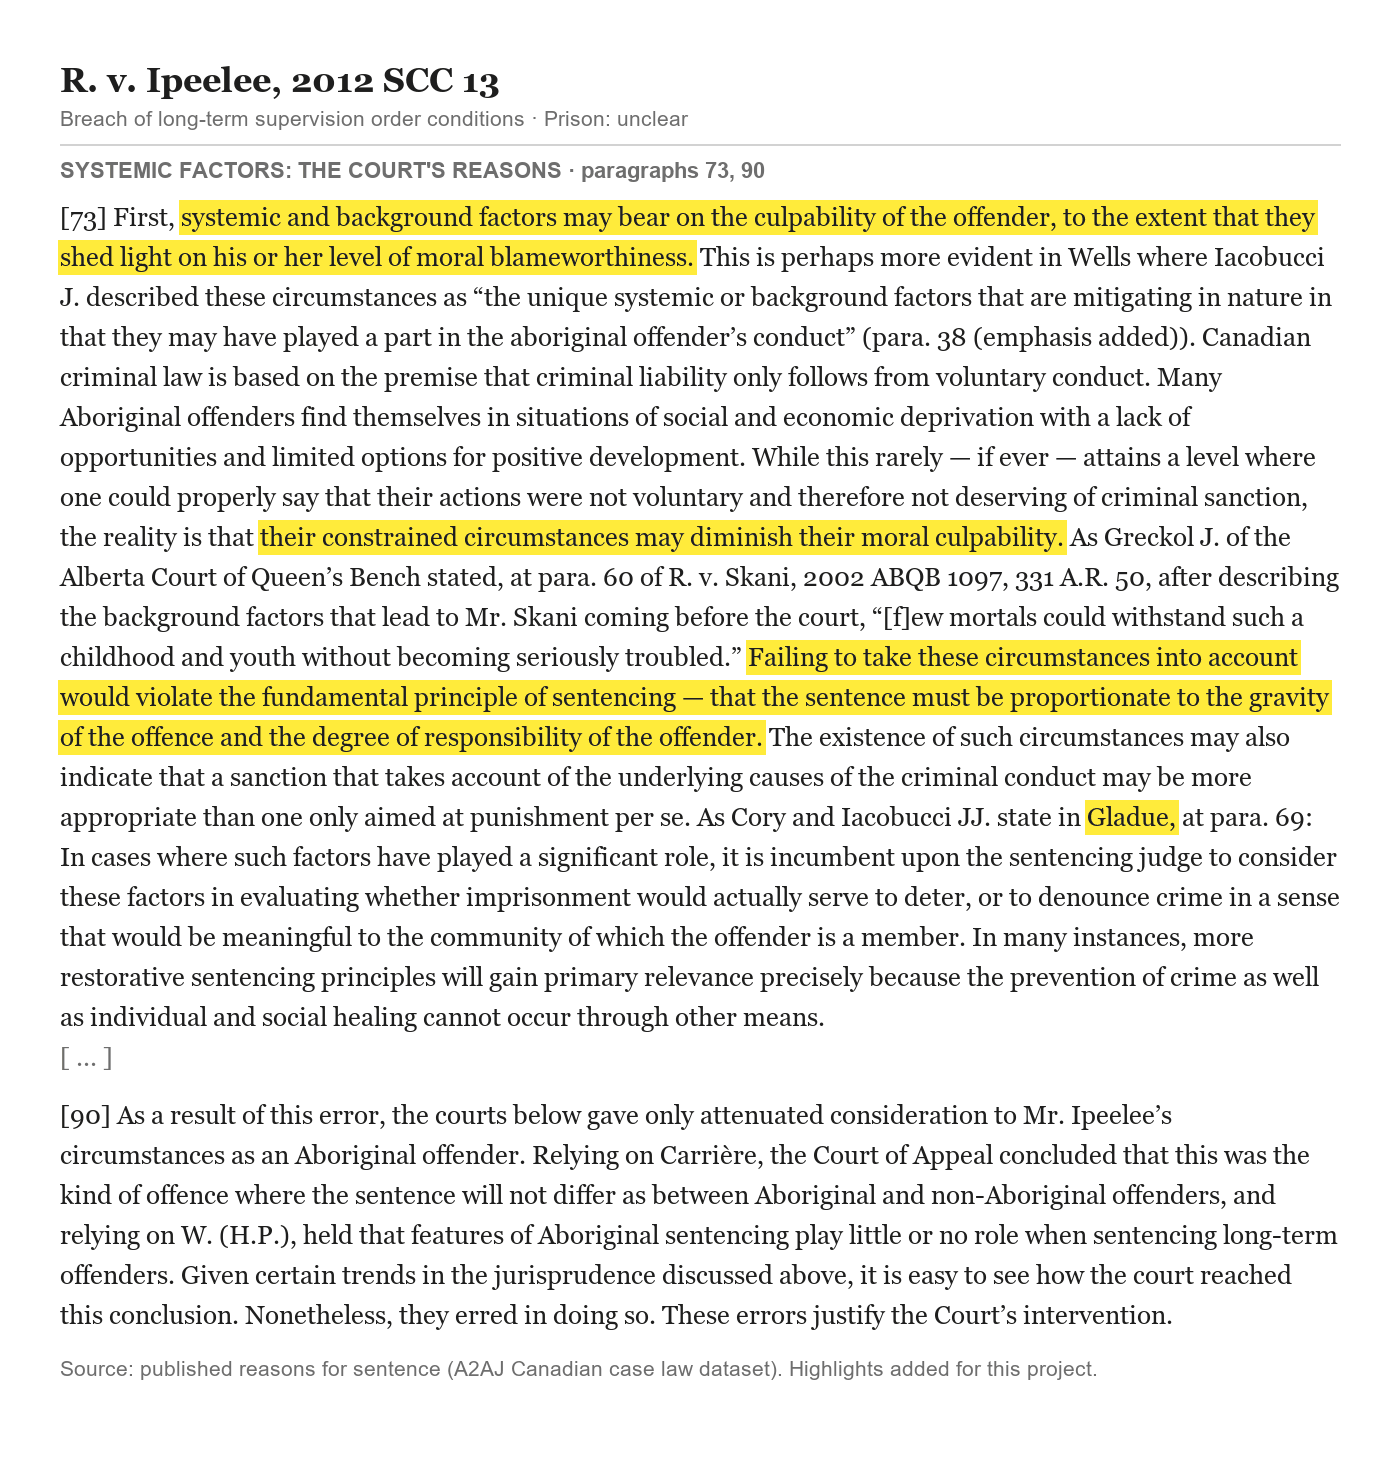 R. v. Ipeelee, 2012 SCC 13
Breach of long-term supervision order conditions · Prison: unclear
SYSTEMIC FACTORS: THE COURT'S REASONS · paragraphs 73, 90
[73] First, systemic and background factors may bear on the culpability of the offender, to the extent that they
shed light on his or her level of moral blameworthiness. This is perhaps more evident in Wells where Iacobucci
J. described these circumstances as “the unique systemic or background factors that are mitigating in nature in
that they may have played a part in the aboriginal offender’s conduct” (para. 38 (emphasis added)). Canadian
criminal law is based on the premise that criminal liability only follows from voluntary conduct. Many
Aboriginal offenders find themselves in situations of social and economic deprivation with a lack of
opportunities and limited options for positive development. While this rarely — if ever — attains a level where
one could properly say that their actions were not voluntary and therefore not deserving of criminal sanction,
the reality is that their constrained circumstances may diminish their moral culpability. As Greckol J. of the
Alberta Court of Queen’s Bench stated, at para. 60 of R. v. Skani, 2002 ABQB 1097, 331 A.R. 50, after describing
the background factors that lead to Mr. Skani coming before the court, “[f]ew mortals could withstand such a
childhood and youth without becoming seriously troubled.” Failing to take these circumstances into account
would violate the fundamental principle of sentencing — that the sentence must be proportionate to the gravity
of the offence and the degree of responsibility of the offender. The existence of such circumstances may also
indicate that a sanction that takes account of the underlying causes of the criminal conduct may be more
appropriate than one only aimed at punishment per se. As Cory and Iacobucci JJ. state in Gladue, at para. 69:
In cases where such factors have played a significant role, it is incumbent upon the sentencing judge to consider
these factors in evaluating whether imprisonment would actually serve to deter, or to denounce crime in a sense
that would be meaningful to the community of which the offender is a member. In many instances, more
restorative sentencing principles will gain primary relevance precisely because the prevention of crime as well
as individual and social healing cannot occur through other means.
[ ... ]
[90] As a result of this error, the courts below gave only attenuated consideration to Mr. Ipeelee’s
circumstances as an Aboriginal offender. Relying on Carrière, the Court of Appeal concluded that this was the
kind of offence where the sentence will not differ as between Aboriginal and non-Aboriginal offenders, and
relying on W. (H.P.), held that features of Aboriginal sentencing play little or no role when sentencing long-term
offenders. Given certain trends in the jurisprudence discussed above, it is easy to see how the court reached
this conclusion. Nonetheless, they erred in doing so. These errors justify the Court’s intervention.
Source: published reasons for sentence (A2AJ Canadian case law dataset). Highlights added for this project.